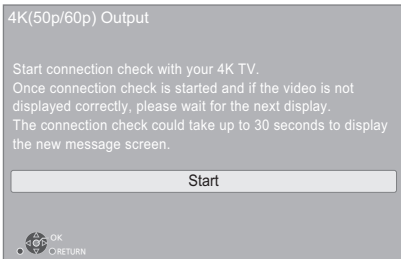 4K(50p/60p) Output
Start connection check with your 4K TV.
Once connection check is started and if the video is not
displayed correctly, please wait for the next display.
The connection check could take up to 30 seconds to display
the new message screen.
Start
OK
RETURN